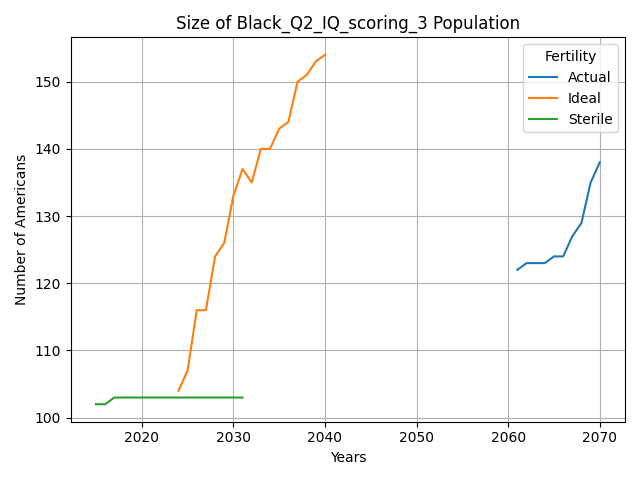 Size of Black_Q2_IQ_scoring_3 Population
Fertility
Actual
Ideal
Sterile
Number of Americans
150
140
130
120
110
100
2020
2030
2040
2050
2060
2070
Years